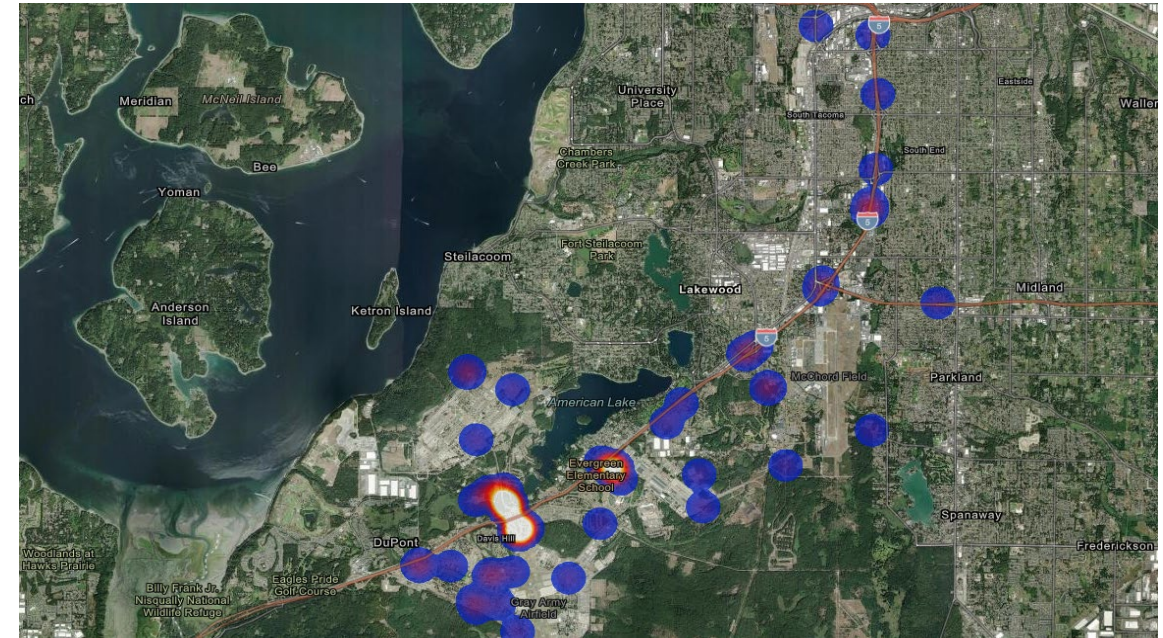 5
ch
Meridian
McNeil Island
University
Place
Eastside
Waller
South Tacoma
Chambers
Creek Park
South End
Bee
Yoman
5
Steilacoom
Fort Steilacoom
Park
Lakewood
Midland
Anderson
Island
Ketron Island
5
McChord Field
Parkland
American Lake
Evergreen
Elementary
School
Spanaway
DuPont
Davis Hill
Frederickson
Woodlands at
Hawks Prairie
Billy Frank Jr.
Nisqually National
Wildlife Refuge
Eagles Pride
Golf Course
Gray Army
Airfield